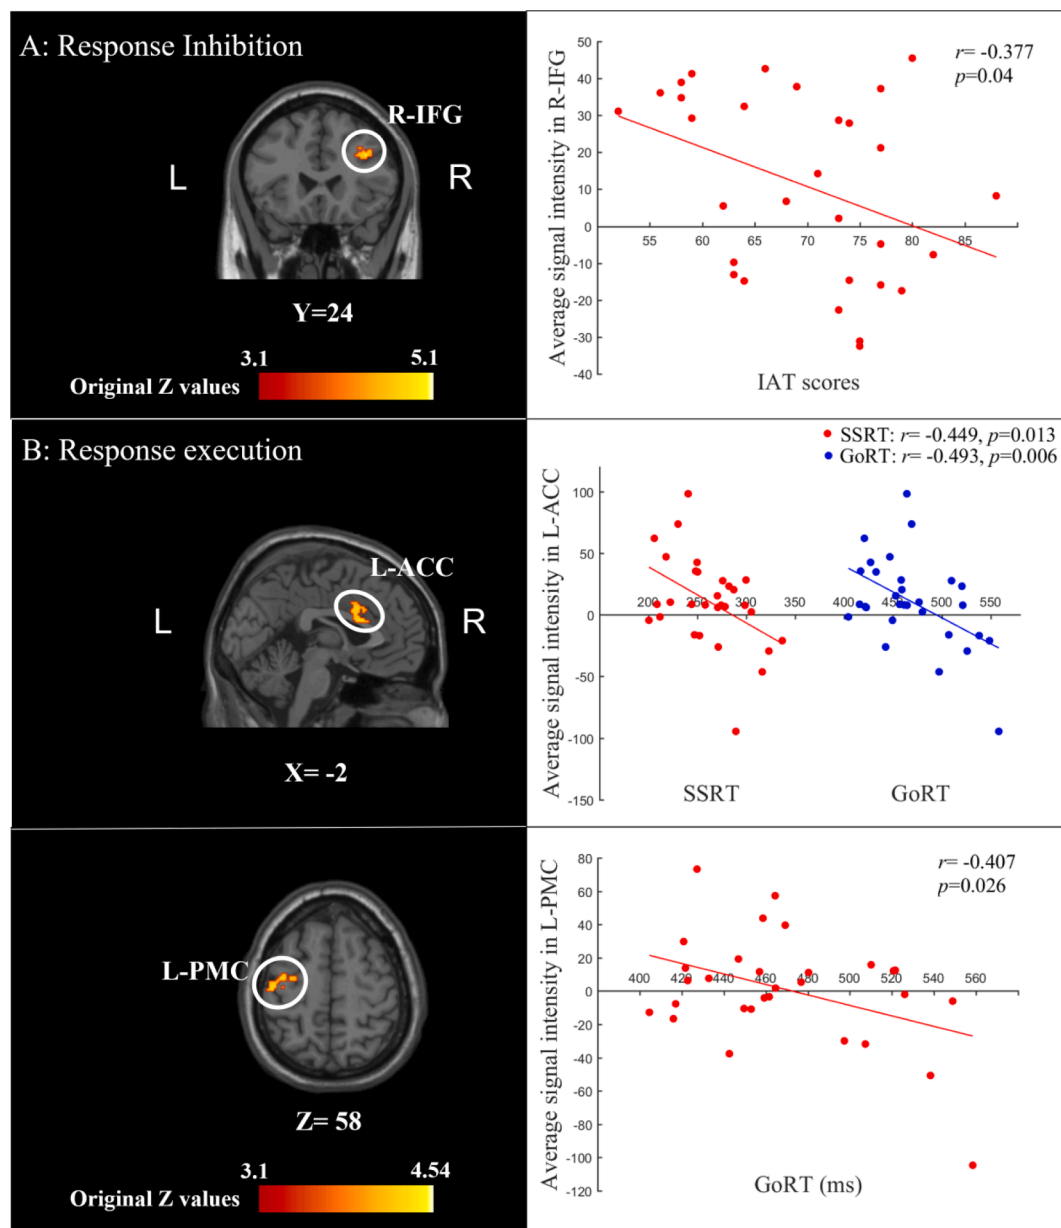 A: Response Inhibition
R-IFG
L
R
Y=24
3.1
5.1
Original Z values
r= -0.377
p=0.04
Average signal intensity in R-IFG
50
40
30
20
10
0
-10
-20
-30
-40
55 60 65 70 75 80 85
IAT scores
B: Response execution
L-ACC
L
R
X= -2
SSRT: r= -0.449, p=0.013
GoRT: r= -0.493, p=0.006
Average signal intensity in L-ACC
100
50
0
-50
-100
-150
200 250 300 350 400 450 500 550
SSRT
GoRT
L-PMC
Z= 58
3.1
4.54
Original Z values
r= -0.407
p=0.026
Average signal intensity in L-PMC
80
60
40
20
0
-20
-40
-60
-80
-100
-120
400 420 440 460 480 500 520 540 560
GoRT (ms)